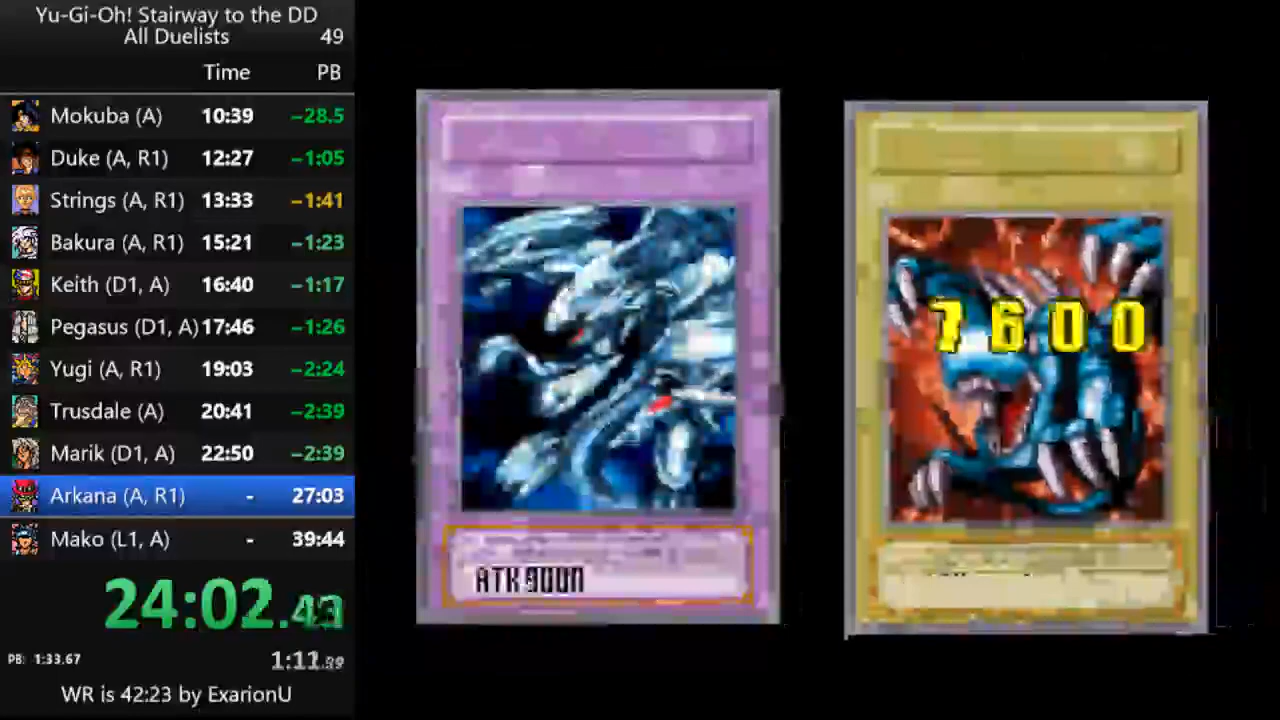 Yu-Gi-Oh! Stairway to the DD
All Duelists 49
Time PB
Mokuba (A) 10:39 −28.5
Duke (A, R1) 12:27 −1:05
Strings (A, R1) 13:33 −1:41
Bakura (A, R1) 15:21 −1:23
Keith (D1, A) 16:40 −1:17
Pegasus (D1, A) 17:46 −1:26
Yugi (A, R1) 19:03 −2:24
Trusdale (A) 20:41 −2:39
Marik (D1, A) 22:50 −2:39
Arkana (A, R1) - 27:03
Mako (L1, A) - 39:44
24:02
PB: 1:33.67 1:11
WR is 42:23 by ExarionU
7600
ATK